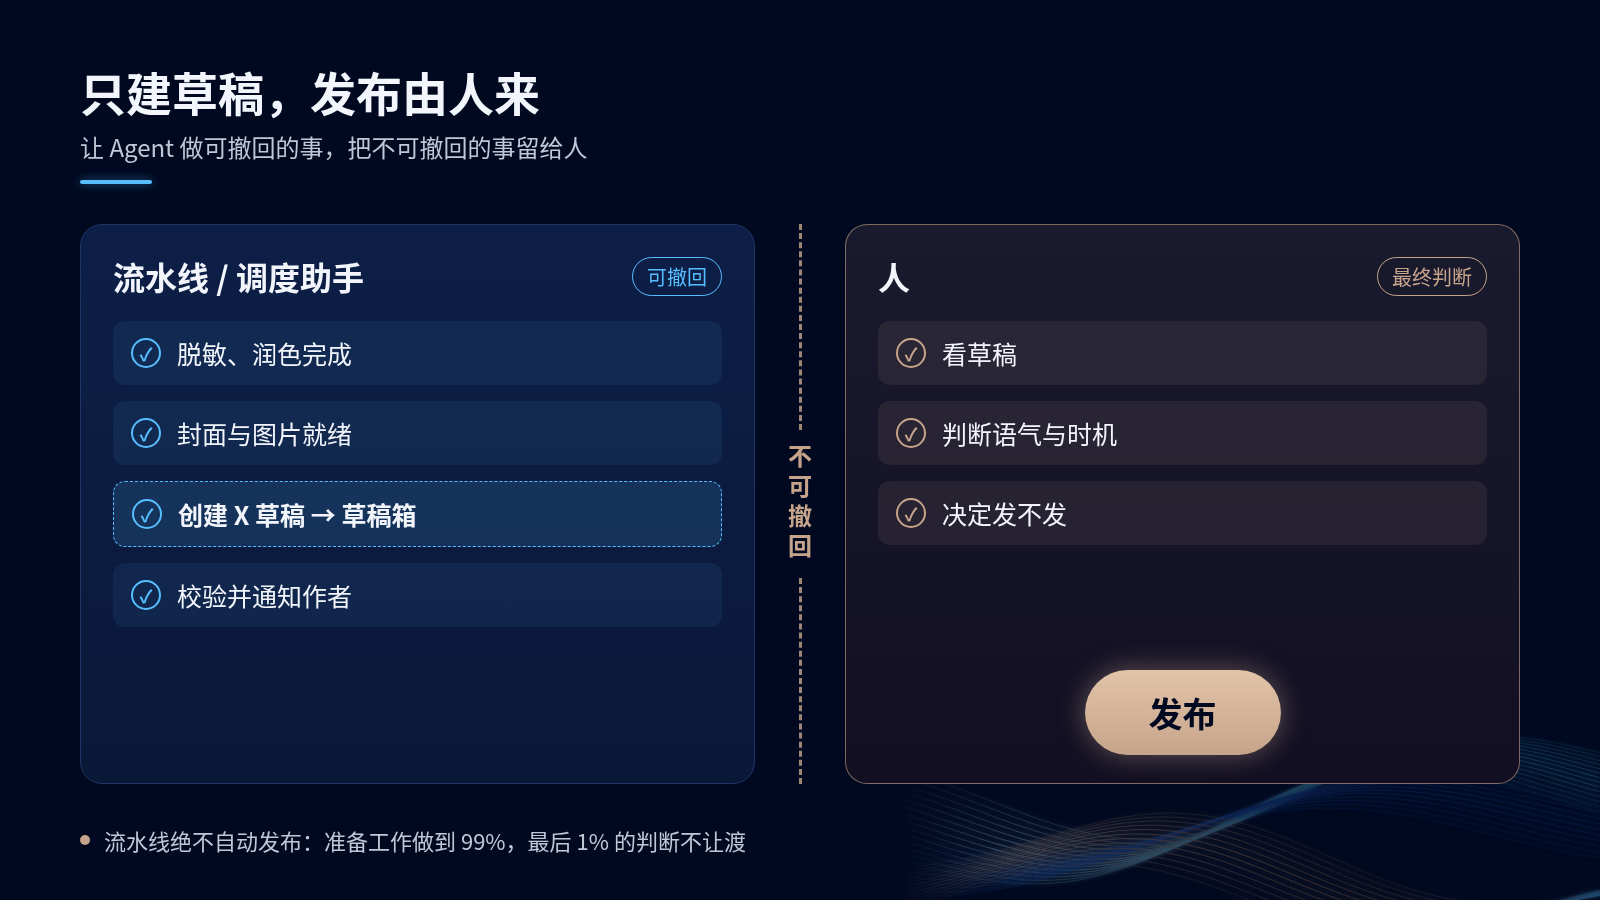 只建草稿，发布由人来
让 Agent 做可撤回的事，把不可撤回的事留给人
流水线 / 调度助手
可撤回
脱敏、润色完成
封面与图片就绪
创建 X 草稿 → 草稿箱
校验并通知作者
不可撤回
人
最终判断
看草稿
判断语气与时机
决定发不发
发布
流水线绝不自动发布：准备工作做到 99%，最后 1% 的判断不让渡